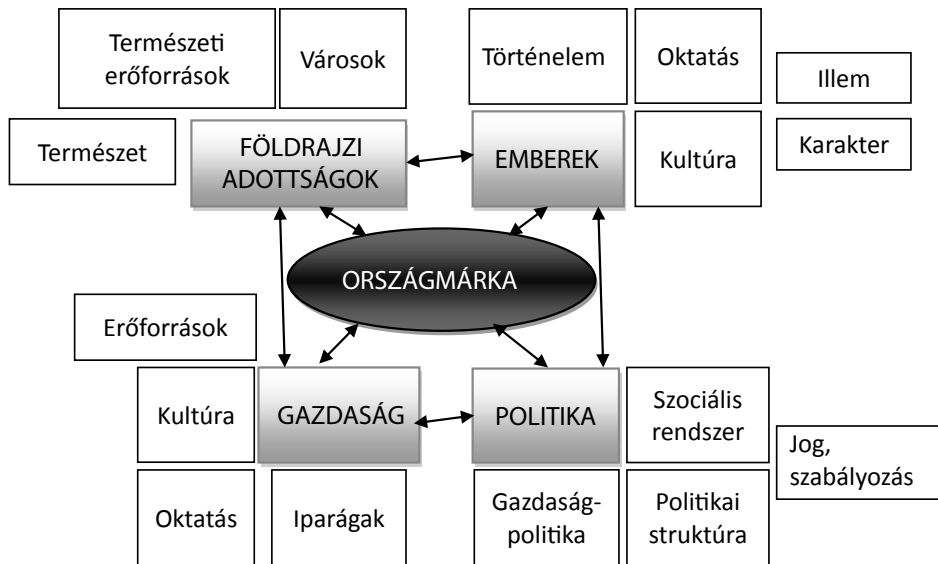 Természeti
erőforrások
Városok
Történelem
Oktatás
Illem
Természet
FÖLDRAJZI
ADOTTSÁGOK
EMBEREK
Kultúra
Karakter
ORSZÁGMÁRKA
Erőforrások
Kultúra
GAZDASÁG
POLITIKA
Szociális
rendszer
Jog,
szabályozás
Oktatás
Iparágak
Gazdaság-
politika
Politikai
struktúra